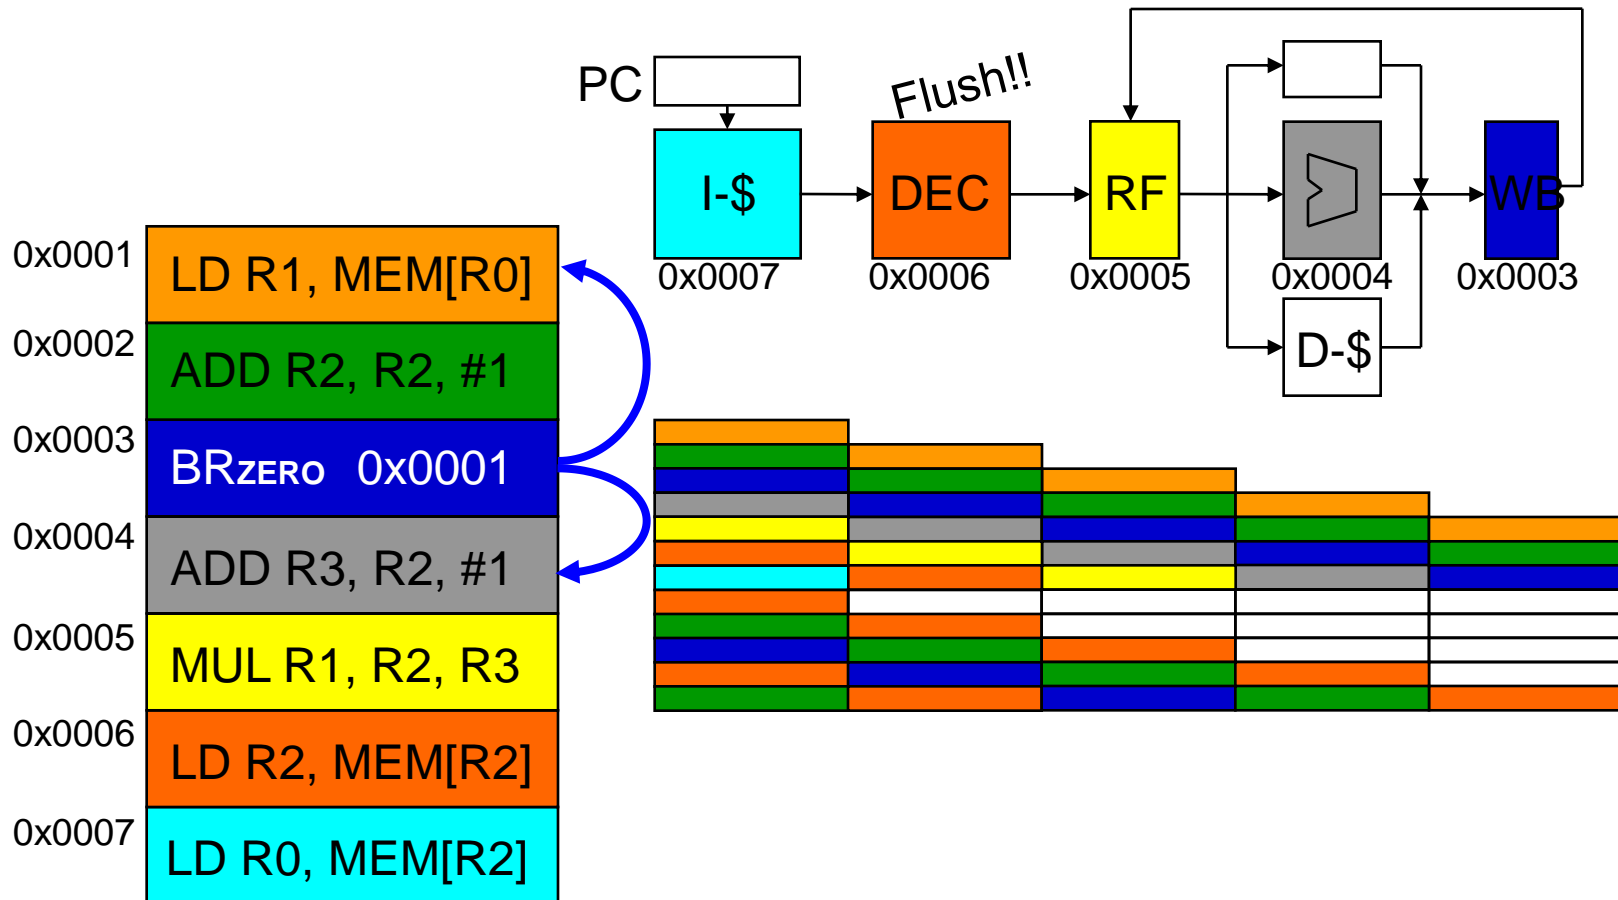 PC
Flush!!
I-$
DEC
RF
WB
0x0007
0x0006
0x0005
0x0004
0x0003
D-$
0x0001
LD R1, MEM[R0]
0x0002
ADD R2, R2, #1
0x0003
BRZERO 0x0001
0x0004
ADD R3, R2, #1
0x0005
MUL R1, R2, R3
0x0006
LD R2, MEM[R2]
0x0007
LD R0, MEM[R2]